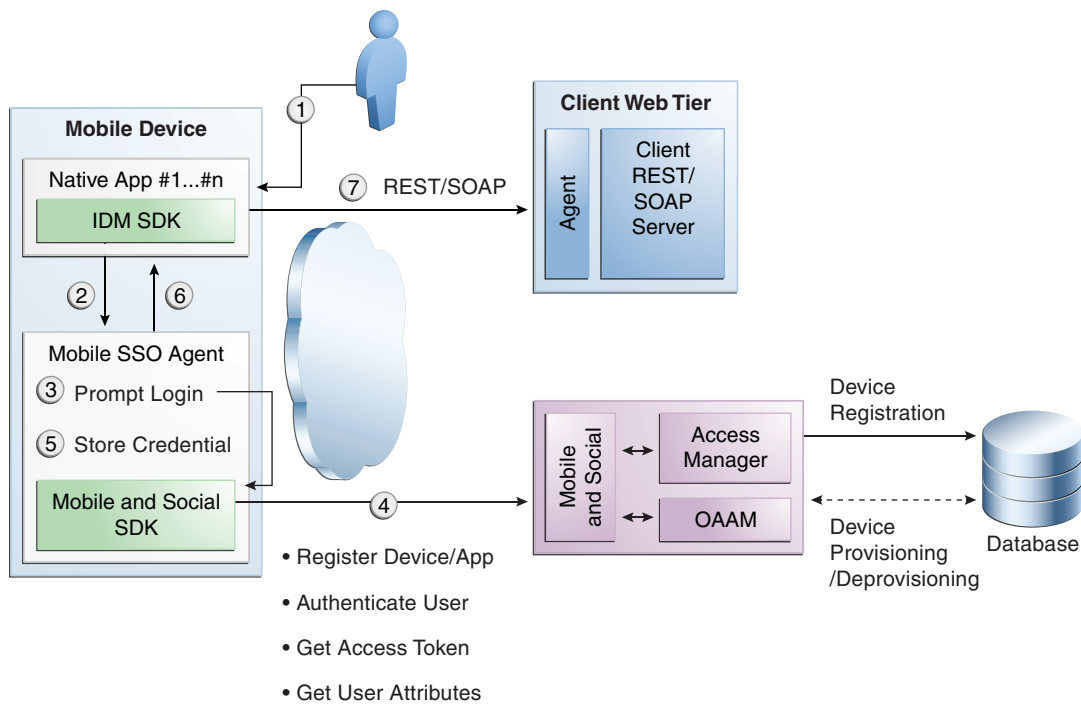 1
Mobile Device
Native App #1...#n
IDM SDK
7 REST/SOAP
Client Web Tier
Agent
Client
REST/
SOAP
Server
2
6
Mobile SSO Agent
3 Prompt Login
5 Store Credential
Mobile and Social
SDK
4
• Register Device/App
• Authenticate User
• Get Access Token
• Get User Attributes
Mobile
and Social
Access
Manager
OAAM
Device
Registration
Device
Provisioning
/Deprovisioning
Database